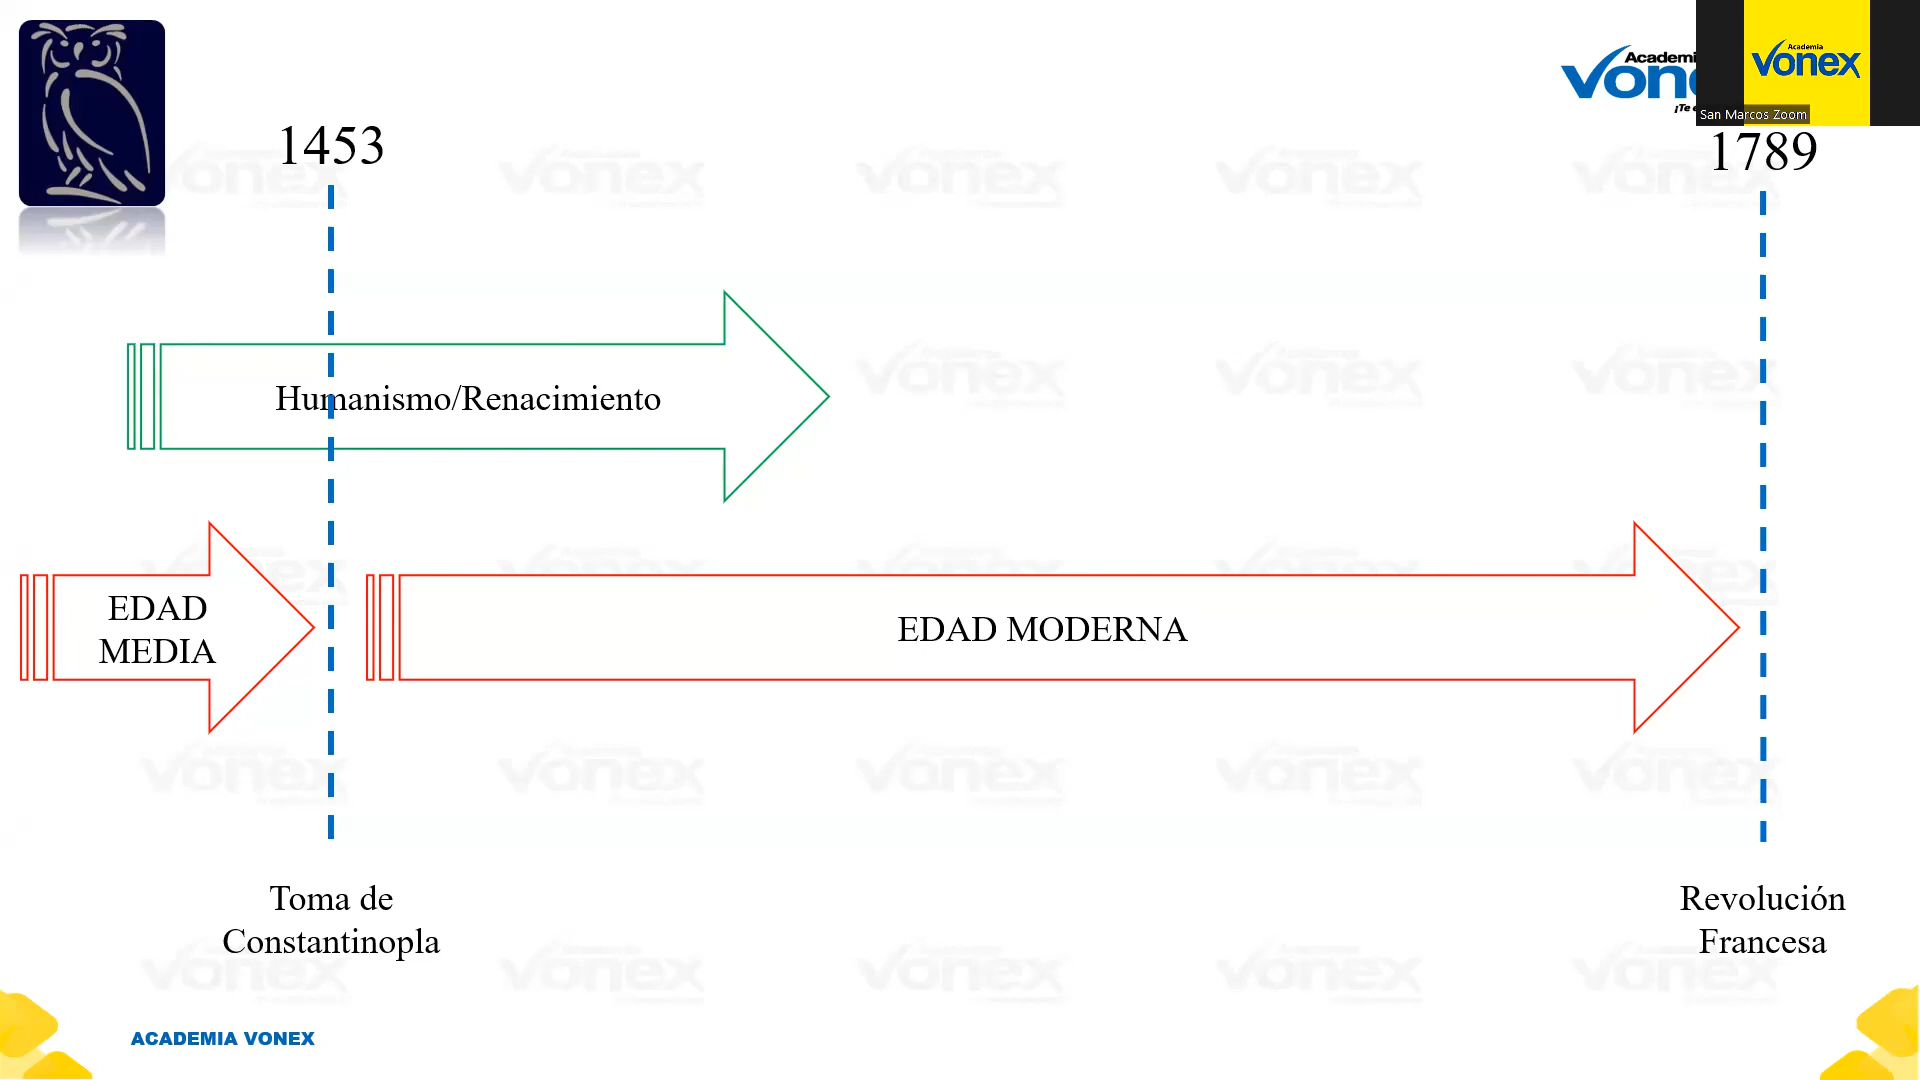 Academia
vonex
San Marcos Zoom
1453
1789
Humanismo/Renacimiento
EDAD
MEDIA
EDAD MODERNA
Toma de
Constantinopla
Revolución
Francesa
ACADEMIA VONEX